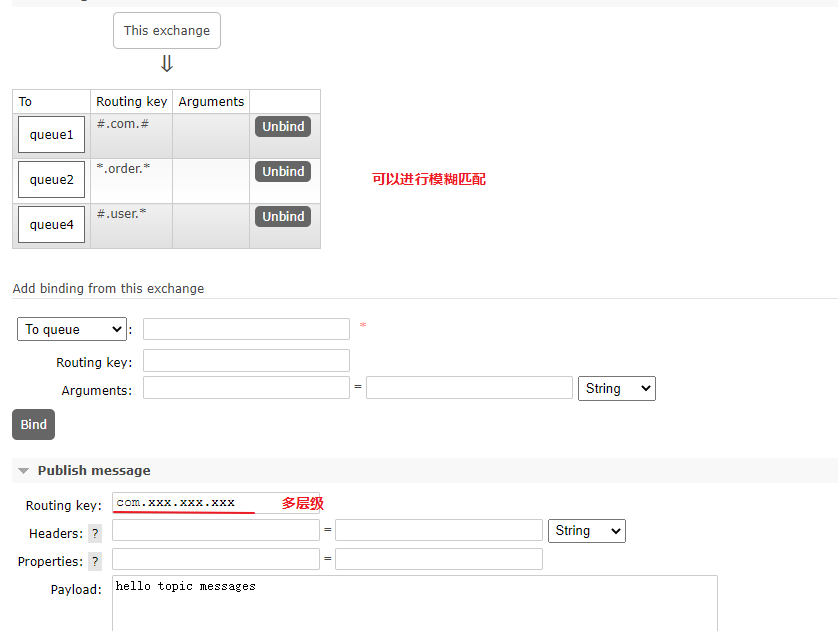 This exchange
⇓
To Routing key Arguments
queue1 #.com.# Unbind
queue2 *.order.* Unbind
可以进行模糊匹配
queue4 #.user.* Unbind
Add binding from this exchange
To queue : *
Routing key:
Arguments: = String
Bind
Publish message
Routing key: com.xxx.xxx.xxx 多层级
Headers: ? = String
Properties: ? =
Payload: hello topic messages